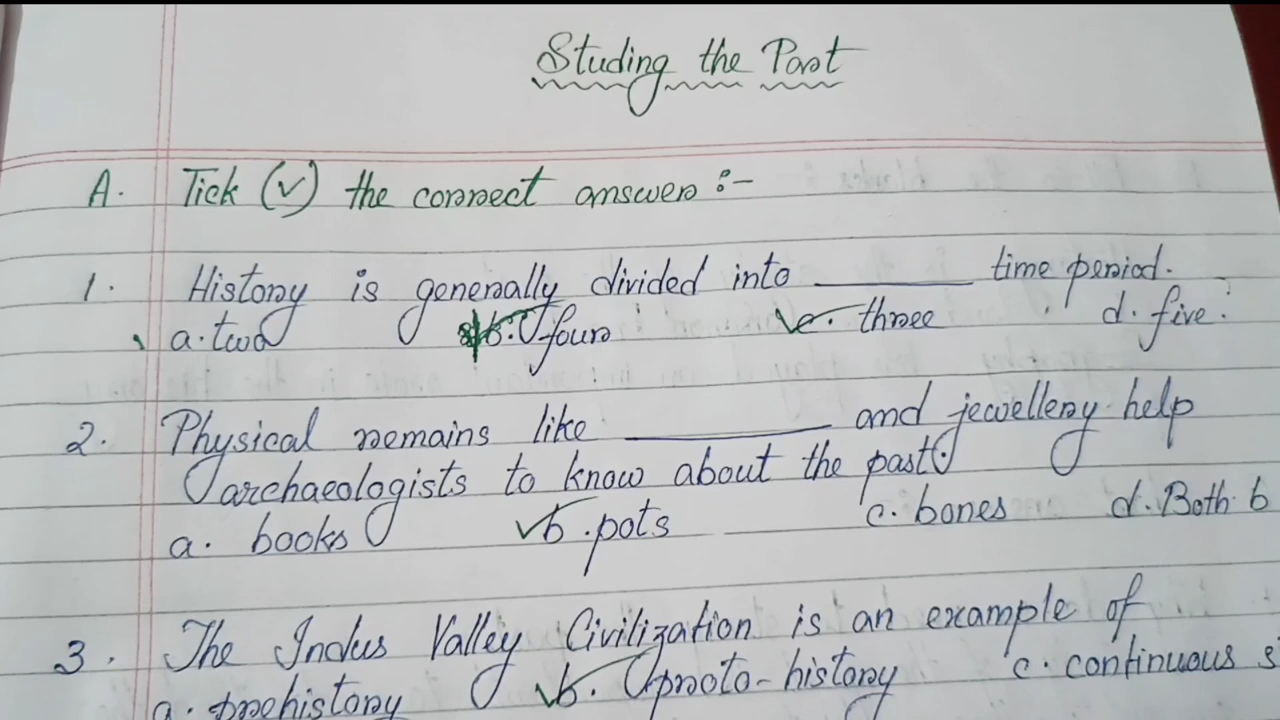 Studing the Past
A. Tick (✓) the correct answer :-
1. History is generally divided into ______ time period.
a. two ✓b. four ✓c. three d. five.
2. Physical remains like ______ and jewellery help
archaeologists to know about the past.
a. books ✓b. pots c. bones d. Both b
3. The Indus Valley Civilization is an example of
a. prehistory ✓b. proto-history c. continuous s